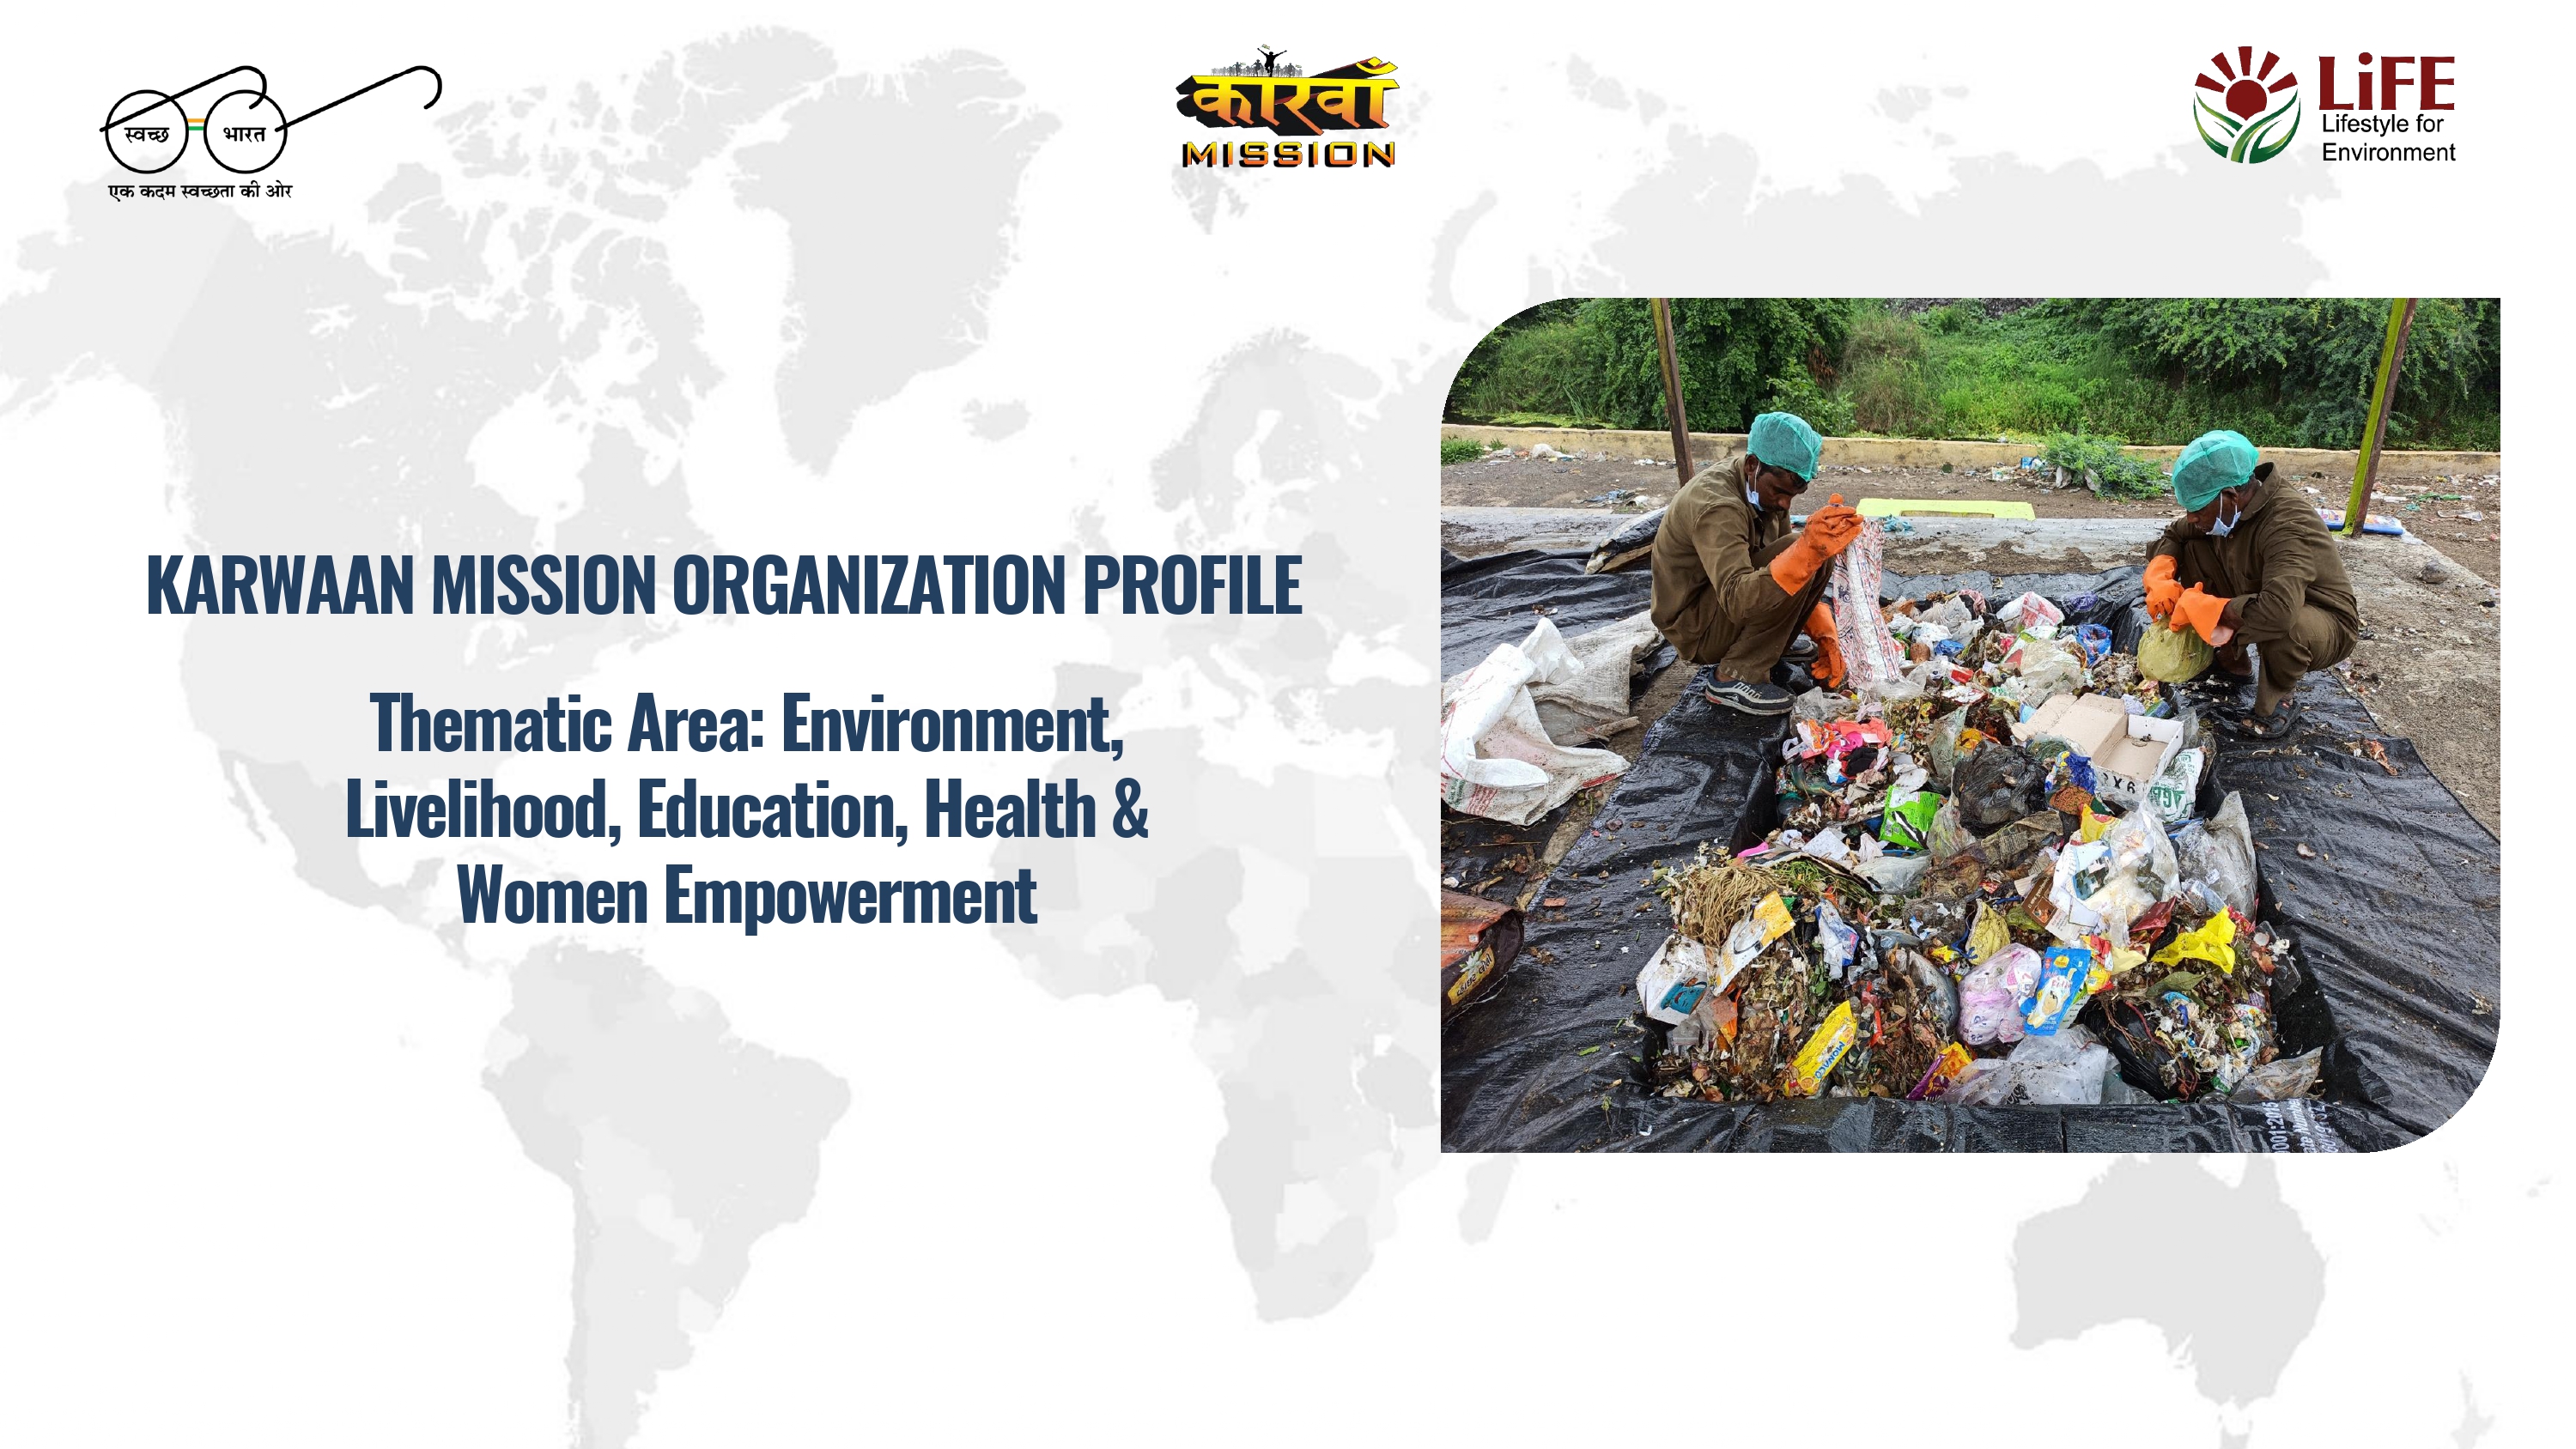 स्वच्छ भारत
एक कदम स्वच्छता की ओर
कारवाँ
MISSION
LiFE
Lifestyle for
Environment
KARWAAN MISSION ORGANIZATION PROFILE
Thematic Area: Environment,
Livelihood, Education, Health &
Women Empowerment